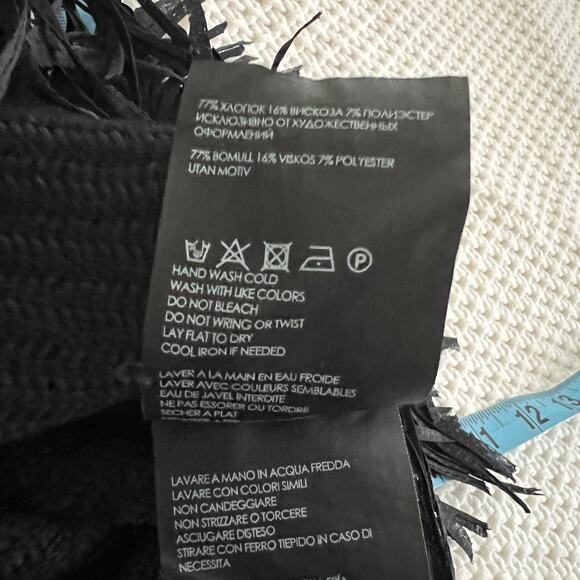 77% ХЛОПОК 16% ВИСКОЗА 7% ПОЛИЭСТЕР
ИСКЛЮЗИВНО ОТ ХУДОЖЕСТВЕННЫХ
ОФОРМЛЕНИЙ
77% BOMULL 16% VISKOS 7% POLYESTER
UTAN MOTIV
P
HAND WASH COLD
WASH WITH LIKE COLORS
DO NOT BLEACH
DO NOT WRING OR TWIST
LAY FLAT TO DRY
COOL IRON IF NEEDED
LAVER A LA MAIN EN EAU FROIDE
LAVER AVEC COULEURS SEMBLABLES
EAU DE JAVEL INTERDITE
NE PAS ESSORER OU TORDRE
SECHER A PLAT
LAVARE A MANO IN ACQUA FREDDA
LAVARE CON COLORI SIMILI
NON CANDEGGIARE
NON STRIZZARE O TORCERE
ASCIUGARE DISTESO
STIRARE CON FERRO TIEPIDO IN CASO DI
NECESSITA
12 13